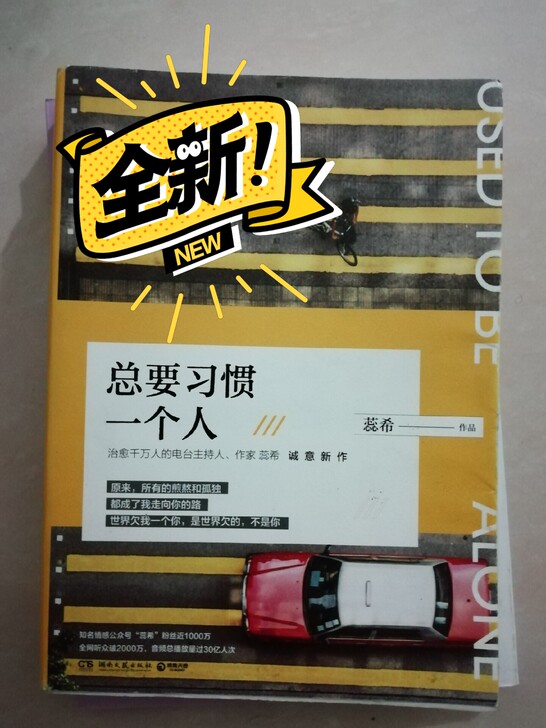 全新!
NEW
USED TO BE ALONE
总要习惯
一个人
蕊希
作品
治愈千万人的电台主持人、作家 蕊希 诚意新作
原来，所有的煎熬和孤独
都成了我走向你的路
世界欠我一个你，是世界欠的，不是你
知名情感公众号“蕊希”粉丝近1000万
全网听众破2000万，音频总播放量过30亿人次
湖南文艺出版社
博集天卷